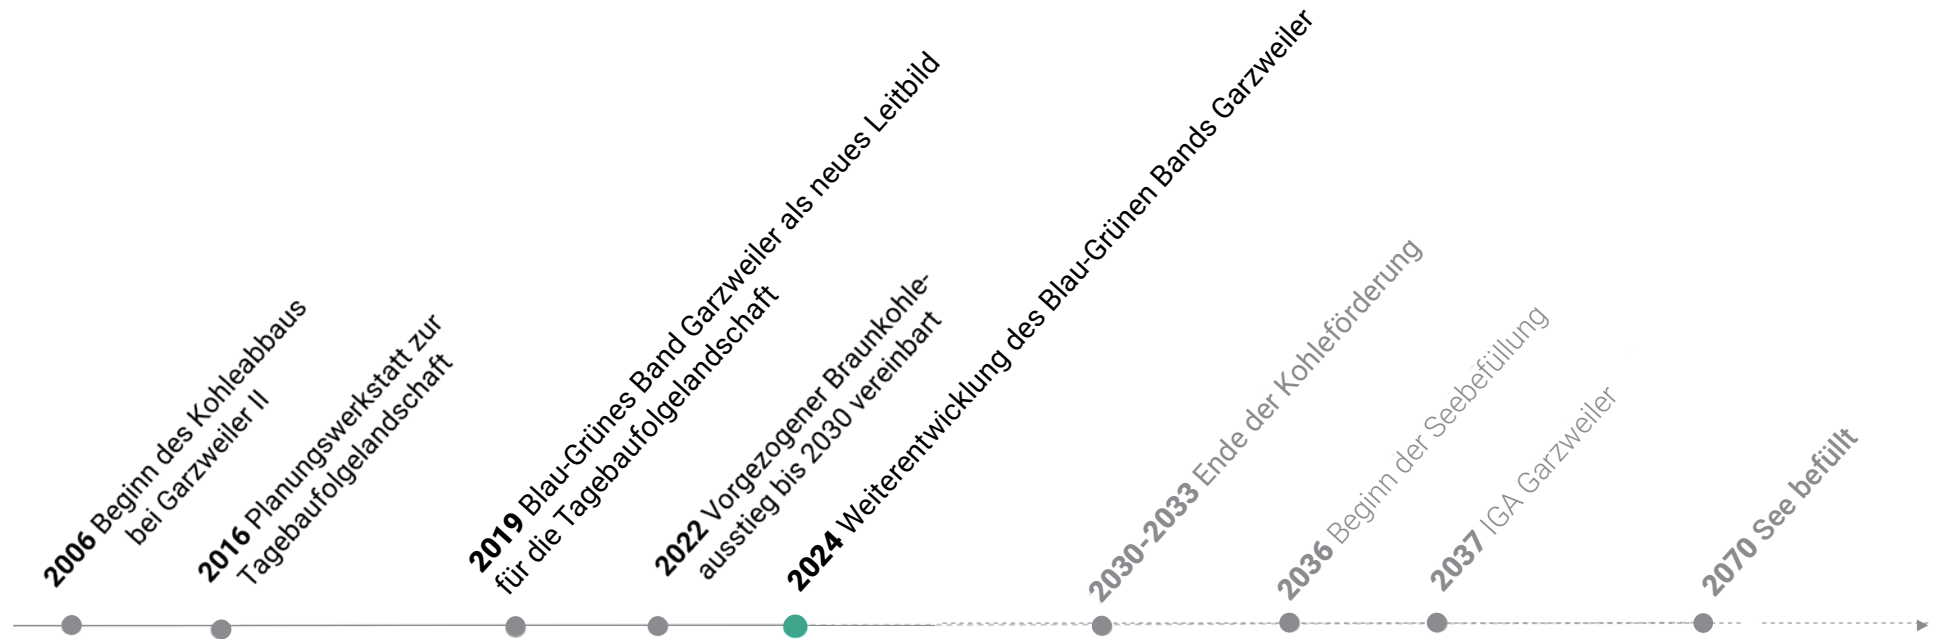 2006 Beginn des Kohleabbaus
bei Garzweiler II
2016 Planungswerkstatt zur
Tagebaufolgelandschaft
2019 Blau-Grünes Band Garzweiler als neues Leitbild
für die Tagebaufolgelandschaft
2022 Vorgezogener Braunkohle-
ausstieg bis 2030 vereinbart
2024 Weiterentwicklung des Blau-Grünen Bands Garzweiler
2030-2033 Ende der Kohleförderung
2036 Beginn der Seebefüllung
2037 IGA Garzweiler
2070 See befüllt